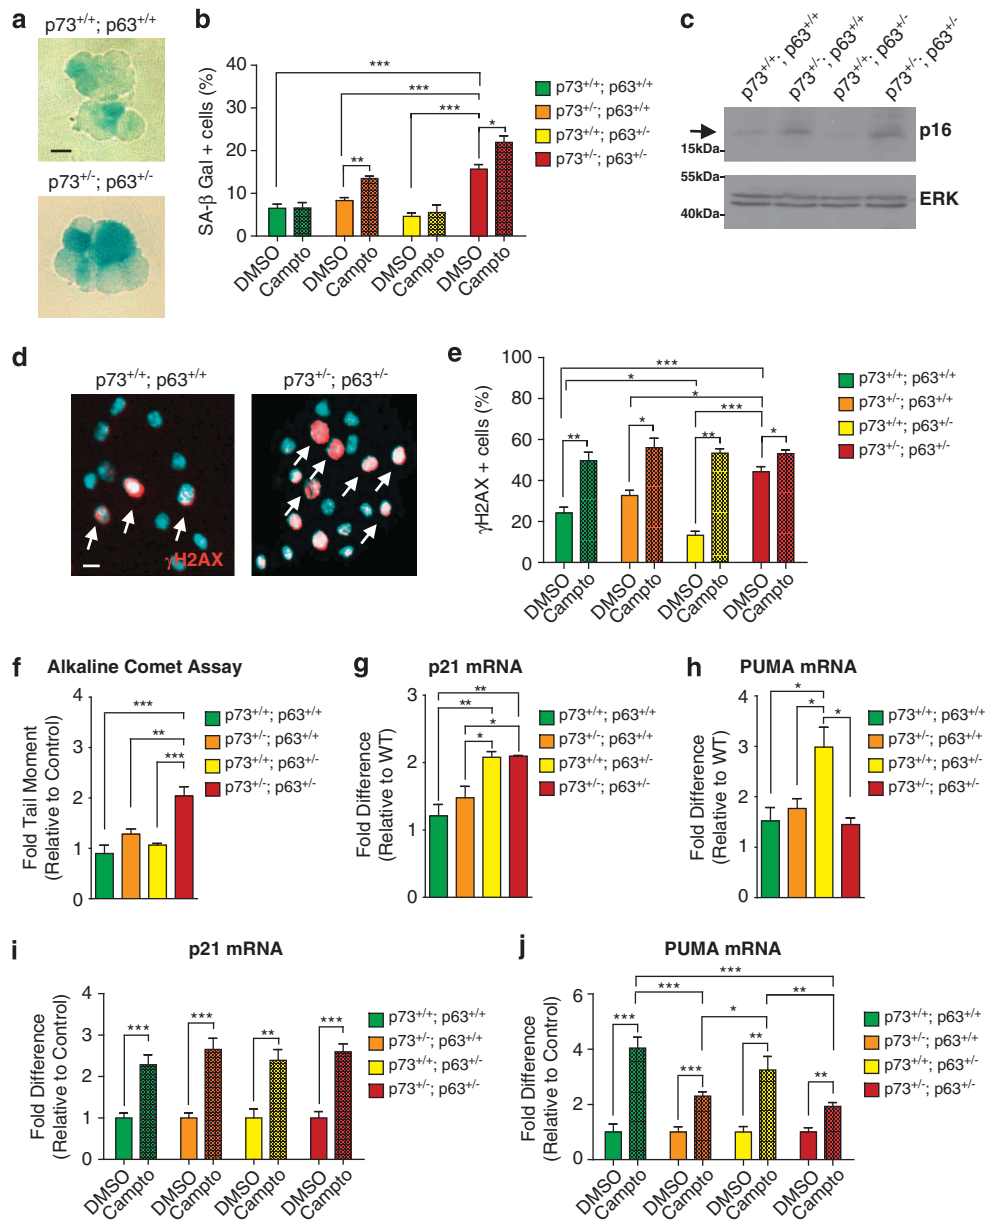 a
p73+/+; p63+/+
p73+/-; p63+/-
b
SA-β Gal + cells (%)
40
30
20
10
0
***
***
***
**
*
DMSO
Campto
DMSO
Campto
DMSO
Campto
DMSO
Campto
p73+/+; p63+/+
p73+/-; p63+/+
p73+/+; p63+/-
p73+/-; p63+/-
c
p73+/+; p63+/+
p73+/-; p63+/+
p73+/+; p63+/-
p73+/-; p63+/-
p16
15kDa
55kDa
ERK
40kDa
d
p73+/+; p63+/+
p73+/-; p63+/-
γH2AX
e
γH2AX + cells (%)
100
80
60
40
20
0
***
*
*
***
**
*
**
*
DMSO
Campto
DMSO
Campto
DMSO
Campto
DMSO
Campto
p73+/+; p63+/+
p73+/-; p63+/+
p73+/+; p63+/-
p73+/-; p63+/-
f
Alkaline Comet Assay
Fold Tail Moment
(Relative to Control)
4
3
2
1
0
***
**
***
p73+/+; p63+/+
p73+/-; p63+/+
p73+/+; p63+/-
p73+/-; p63+/-
g
p21 mRNA
Fold Difference
(Relative to WT)
3
2
1
0
**
**
*
*
p73+/+; p63+/+
p73+/-; p63+/+
p73+/+; p63+/-
p73+/-; p63+/-
h
PUMA mRNA
Fold Difference
(Relative to WT)
4
3
2
1
0
*
*
*
p73+/+; p63+/+
p73+/-; p63+/+
p73+/+; p63+/-
p73+/-; p63+/-
i
p21 mRNA
Fold Difference
(Relative to Control)
4
3
2
1
0
***
***
**
***
DMSO
Campto
DMSO
Campto
DMSO
Campto
DMSO
Campto
p73+/+; p63+/+
p73+/-; p63+/+
p73+/+; p63+/-
p73+/-; p63+/-
j
PUMA mRNA
Fold Difference
(Relative to Control)
6
4
2
0
***
***
**
*
***
***
**
**
DMSO
Campto
DMSO
Campto
DMSO
Campto
DMSO
Campto
p73+/+; p63+/+
p73+/-; p63+/+
p73+/+; p63+/-
p73+/-; p63+/-